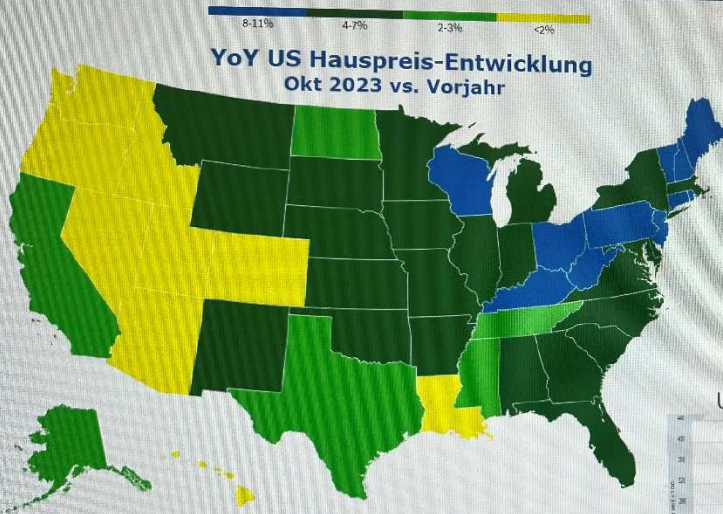 8-11% 4-7% 2-3% <2%
YoY US Hauspreis-Entwicklung
Okt 2023 vs. Vorjahr